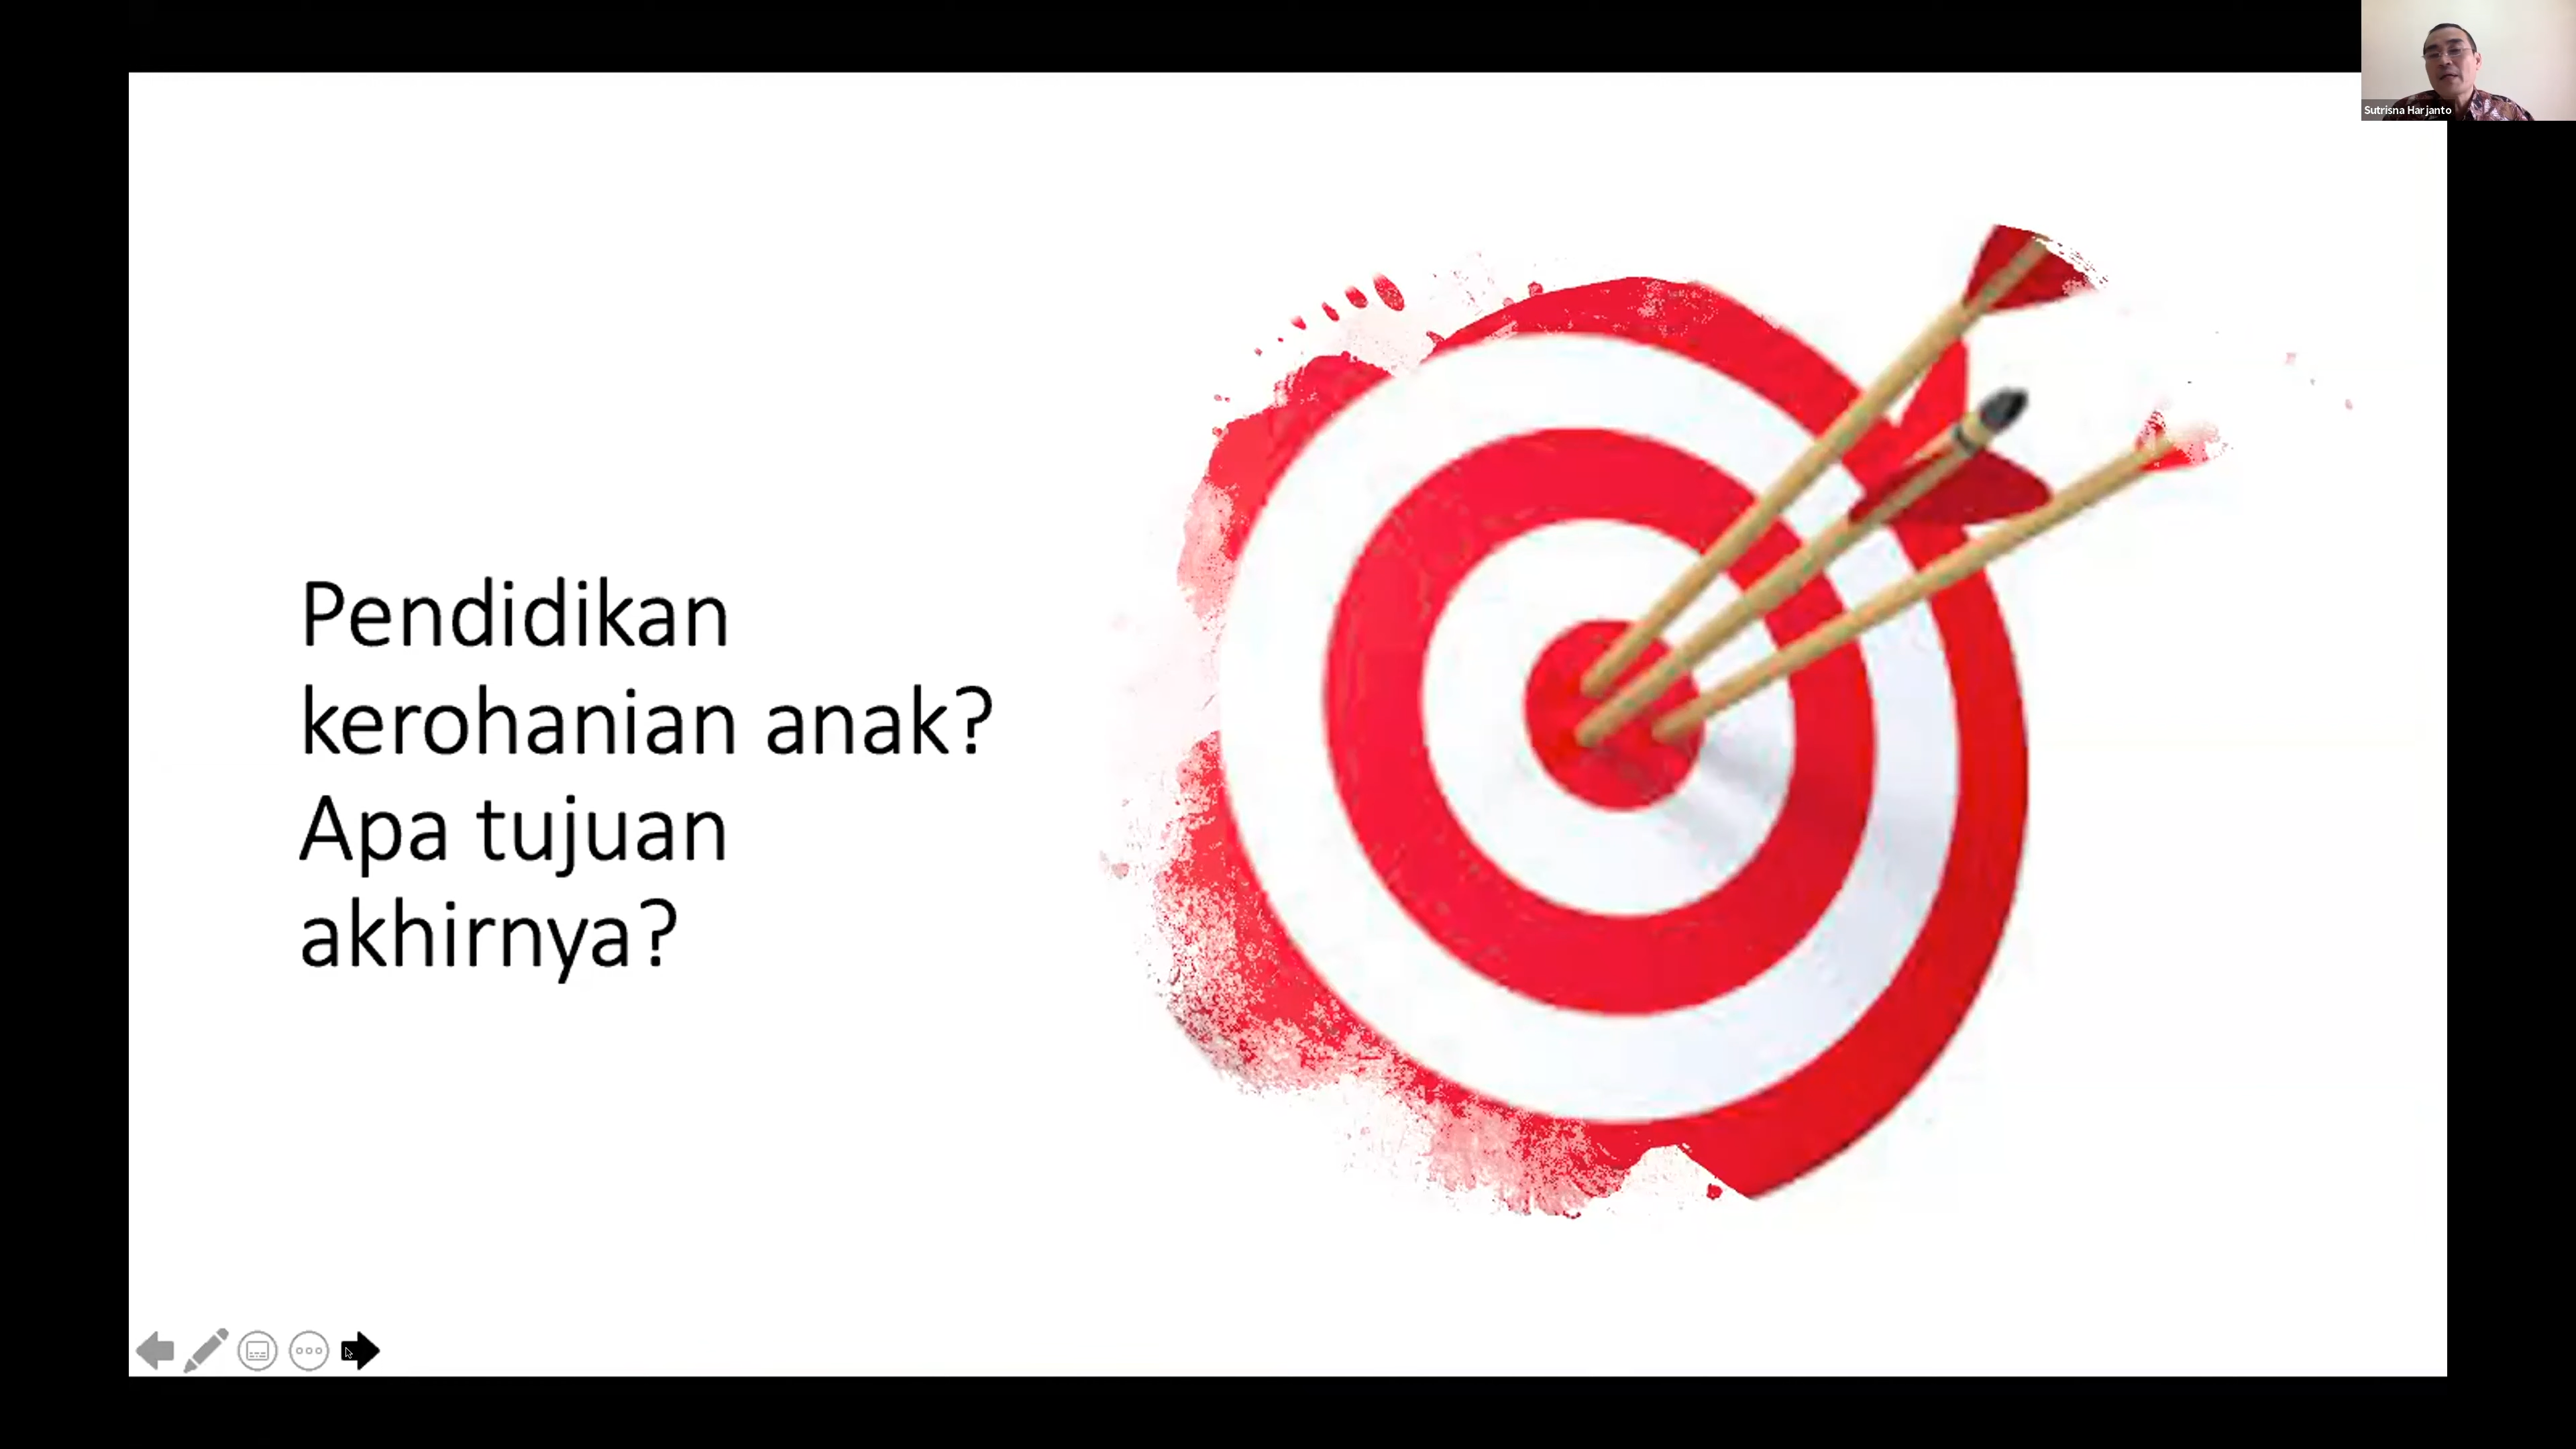 Sutrisna Harjanto
Pendidikan
kerohanian anak?
Apa tujuan
akhirnya?